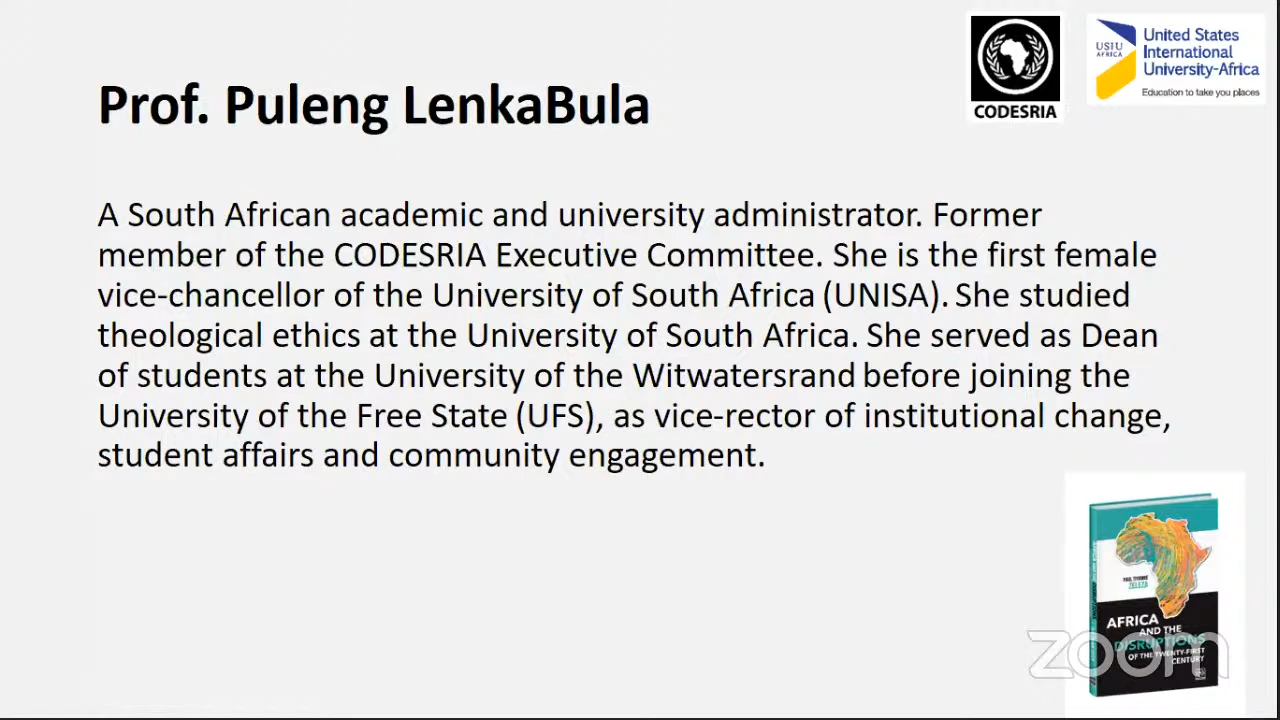 CODESRIA
USIU
AFRICA
United States
International
University-Africa
Education to take you places
Prof. Puleng LenkaBula
A South African academic and university administrator. Former
member of the CODESRIA Executive Committee. She is the first female
vice-chancellor of the University of South Africa (UNISA). She studied
theological ethics at the University of South Africa. She served as Dean
of students at the University of the Witwatersrand before joining the
University of the Free State (UFS), as vice-rector of institutional change,
student affairs and community engagement.
ZELEZA
AFRICA
AND THE
DISRUPTIONS
OF THE TWENTY-FIRST
CENTURY
zoom